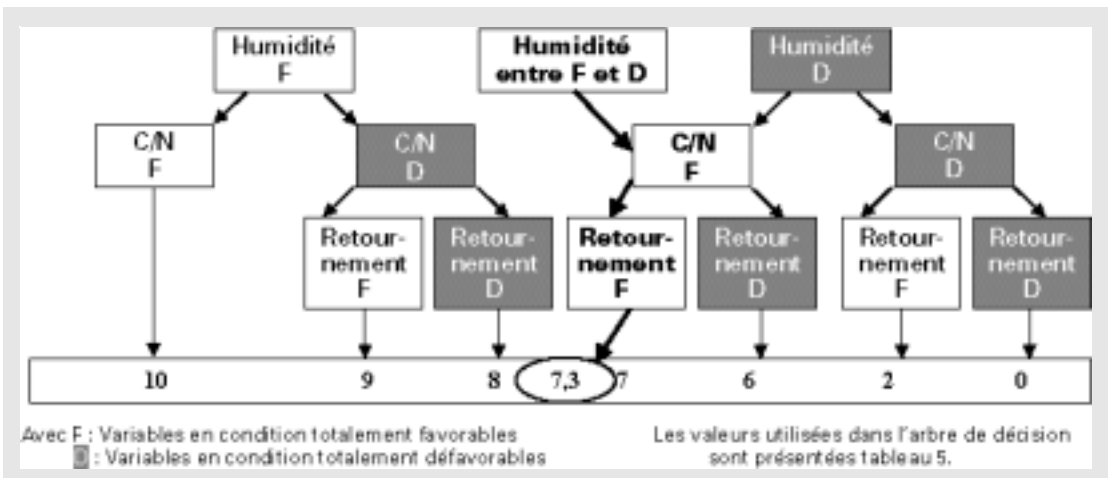 Humidité
F
Humidité
entre F et D
Humidité
D
C/N
F
C/N
D
C/N
F
C/N
D
Retour-
nement
F
Retour-
nement
D
Retour-
nement
F
Retour-
nement
D
Retour-
nement
F
Retour-
nement
D
10 9 8 7,3 7 6 2 0
Avec F : Variables en condition totalement favorables
D : Variables en condition totalement défavorables
Les valeurs utilisées dans l'arbre de décision
sont présentées tableau 5.